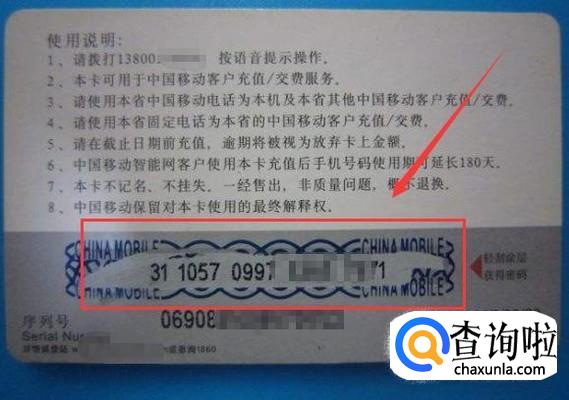 使用说明:
1、请拨打13800 按语音提示操作。
2、本卡可用于中国移动客户充值/交费服务。
3、请使用本省中国移动电话为本机及本省其他中国移动客户充值/交费。
4、请使用本省固定电话为本省的中国移动客户充值/交费。
5、请在截止日期前充值，逾期将被视为放弃卡上金额。
6、中国移动智能网客户使用本卡充值后手机号码使用期可延长180天。
7、本卡不记名、不挂失。一经售出，非质量问题，概不退换。
8、中国移动保留对本卡使用的最终解释权。
CHINA MOBILE CHINA MOBILE
31 1057 0997 71
CHINA MOBILE CHINA MOBILE
轻刮涂层
获得密码
序列号 06908
Serial Nu
1860
查询啦
chaxunla.com